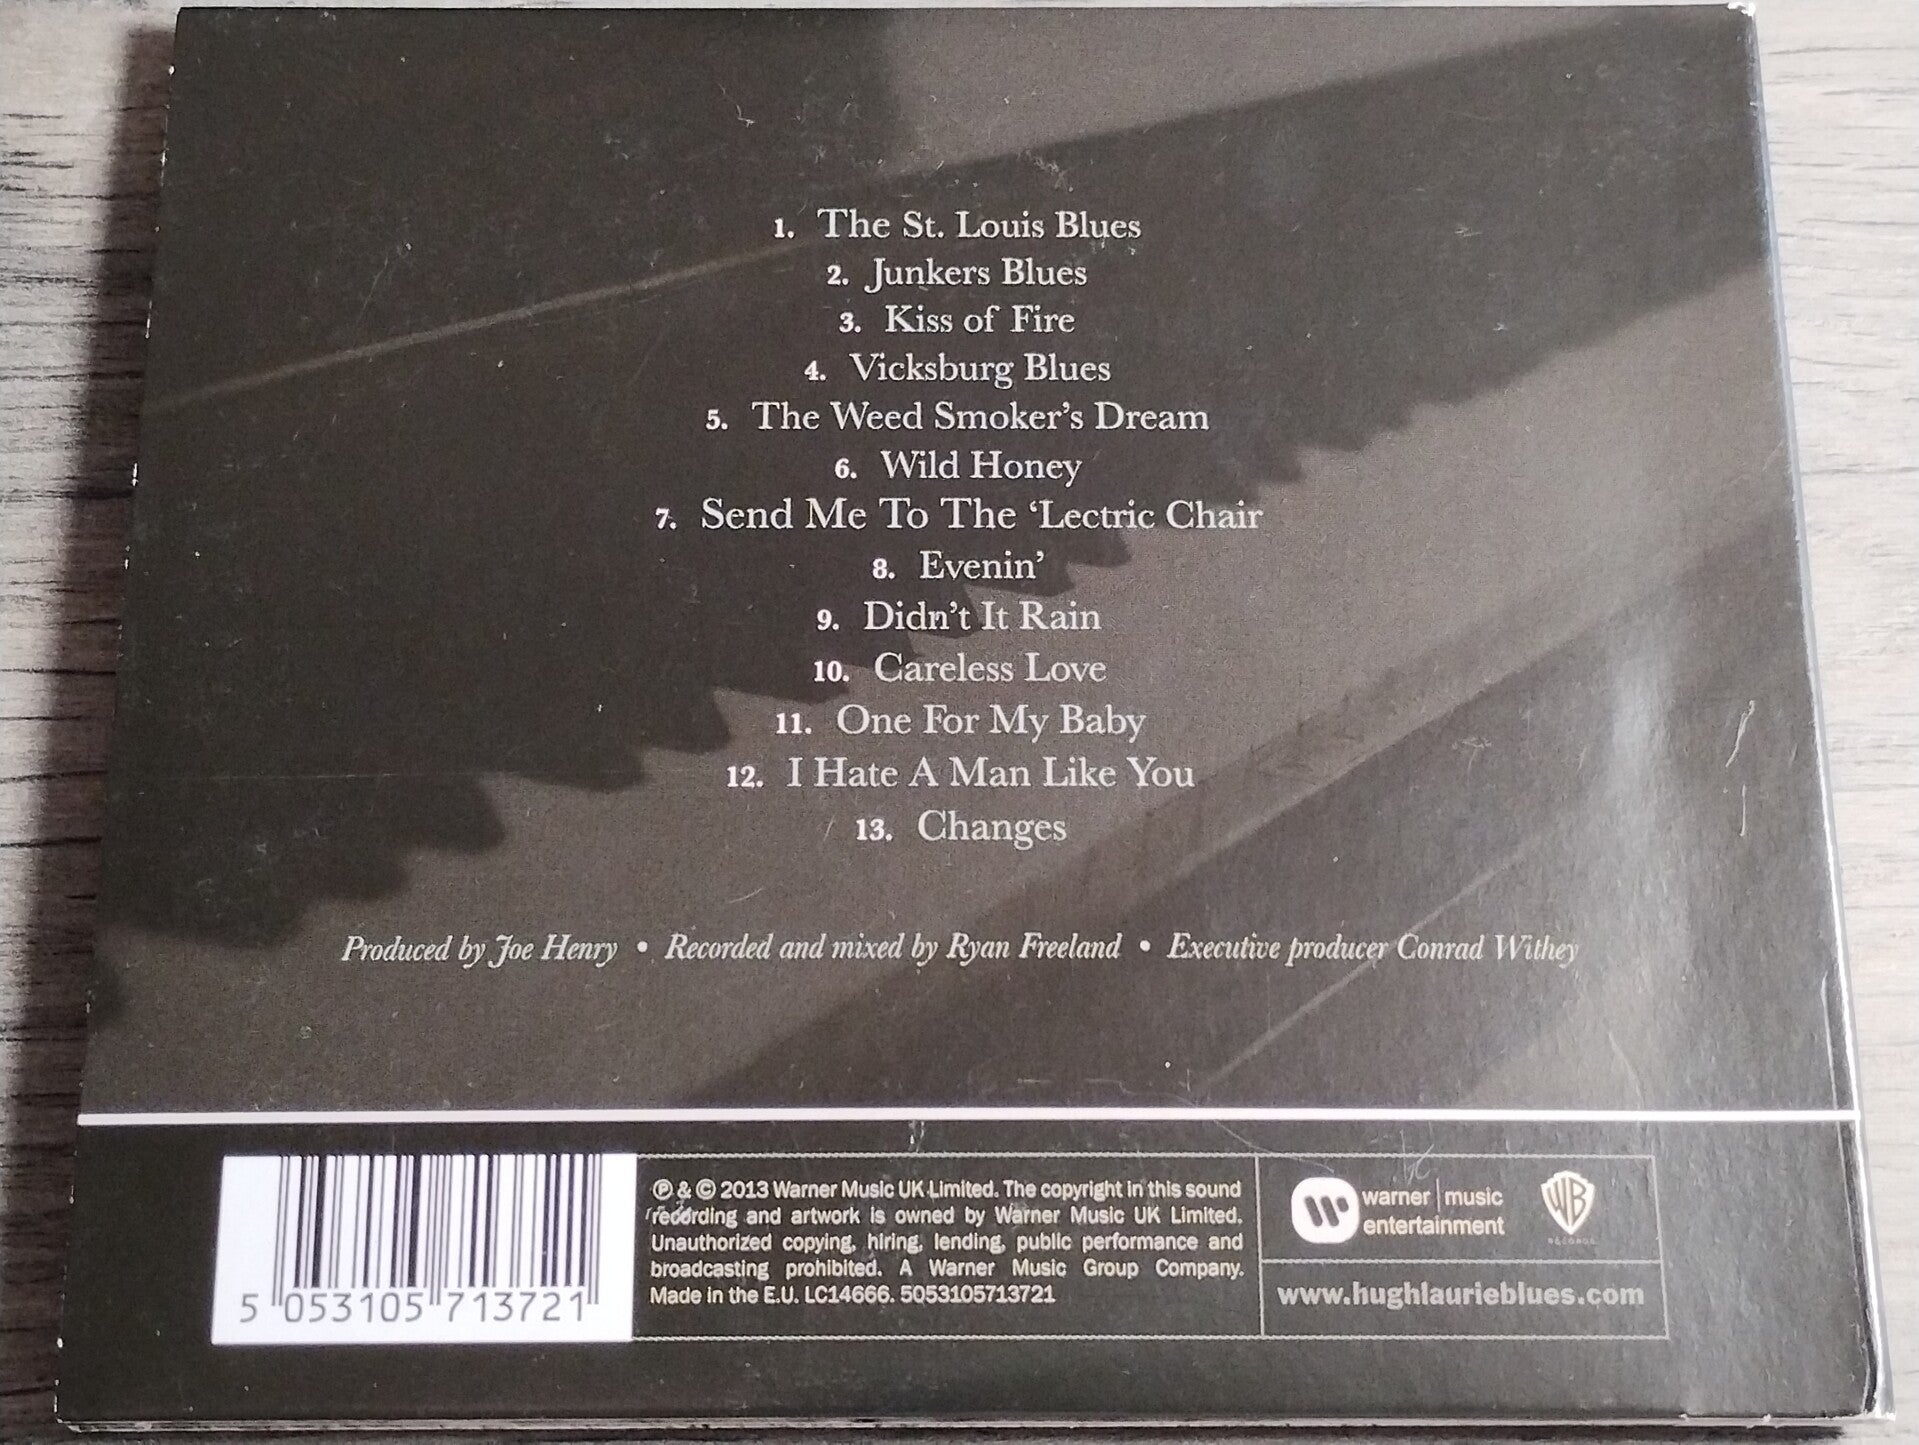 1. The St. Louis Blues
2. Junkers Blues
3. Kiss of Fire
4. Vicksburg Blues
5. The Weed Smoker's Dream
6. Wild Honey
7. Send Me To The ‘Lectric Chair
8. Evenin’
9. Didn’t It Rain
10. Careless Love
11. One For My Baby
12. I Hate A Man Like You
13. Changes
Produced by Joe Henry • Recorded and mixed by Ryan Freeland • Executive producer Conrad Withey
5 053105 713721
℗ & © 2013 Warner Music UK Limited. The copyright in this sound
recording and artwork is owned by Warner Music UK Limited.
Unauthorized copying, hiring, lending, public performance and
broadcasting prohibited. A Warner Music Group Company.
Made in the E.U. LC14666. 5053105713721
warner music
entertainment
WB
RECORDS
www.hughlaurieblues.com